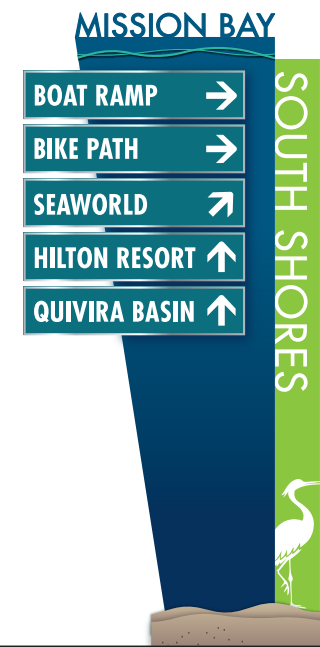 MISSION BAY
BOAT RAMP →
BIKE PATH →
SEAWORLD ↗
HILTON RESORT ↑
QUIVIRA BASIN ↑
SOUTH SHORES